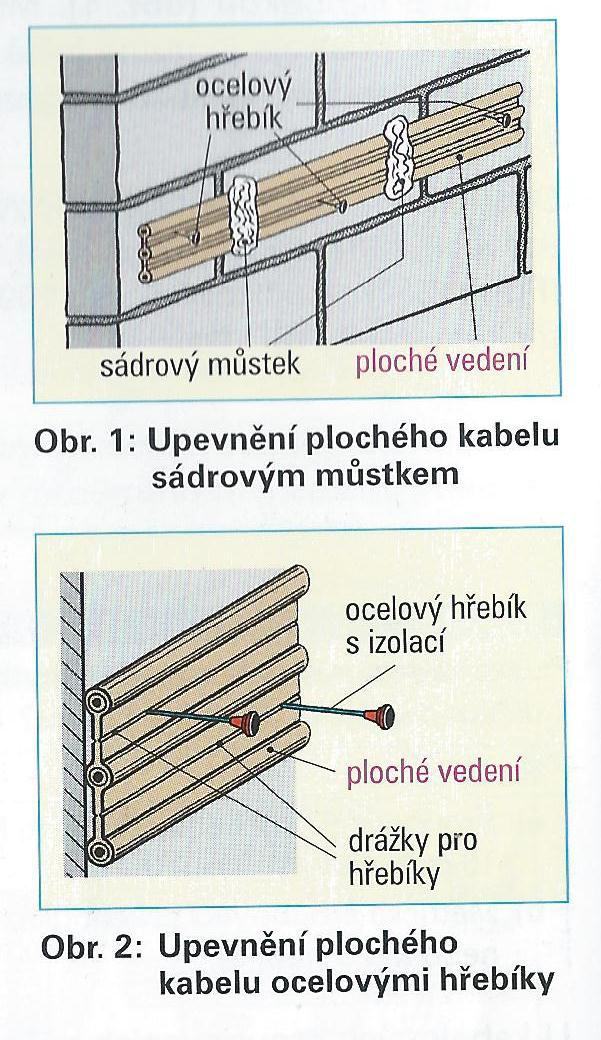 ocelový
hřebík
sádrový můstek
ploché vedení
Obr. 1: Upevnění plochého kabelu
sádrovým můstkem
ocelový hřebík
s izolací
ploché vedení
drážky pro
hřebíky
Obr. 2: Upevnění plochého
kabelu ocelovými hřebíky